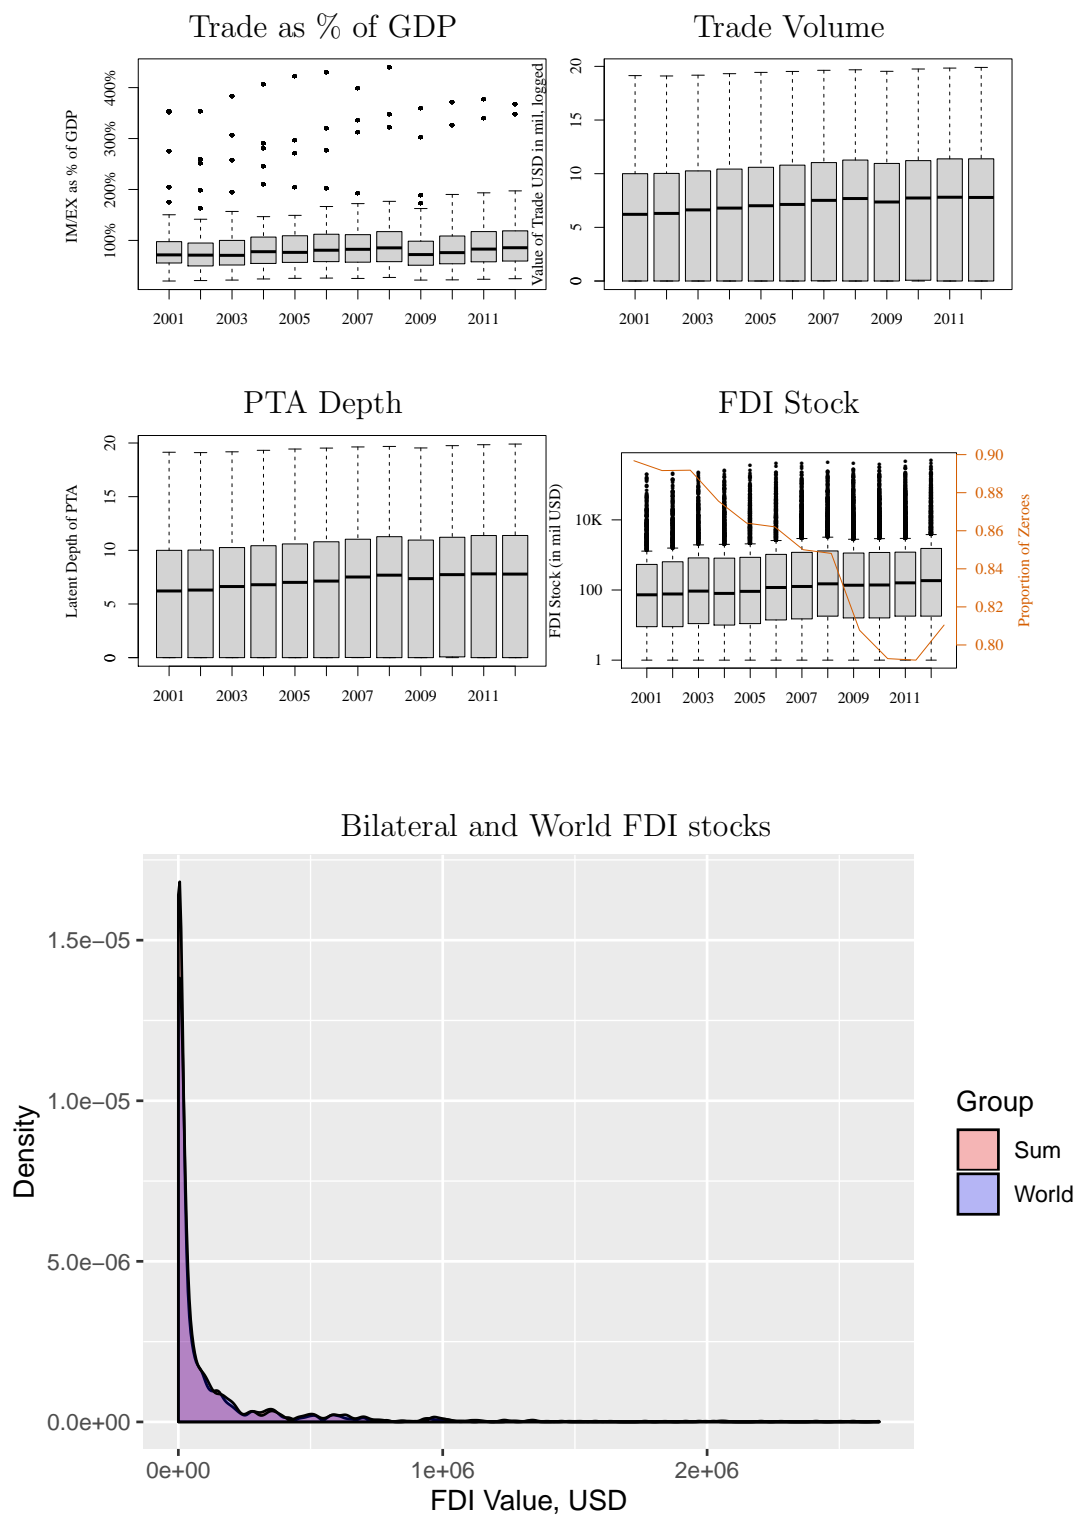 Trade as % of GDP
Trade Volume
IM/EX as % of GDP
100%
200%
300%
400%
2001 2003 2005 2007 2009 2011
Value of Trade USD in mil, logged
0
5
10
15
20
2001 2003 2005 2007 2009 2011
PTA Depth
FDI Stock
Latent Depth of PTA
0
5
10
15
20
2001 2003 2005 2007 2009 2011
FDI Stock (in mil USD)
1
100
10K
2001 2003 2005 2007 2009 2011
0.80
0.82
0.84
0.86
0.88
0.90
Proportion of Zeroes
Bilateral and World FDI stocks
Density
1.5e−05
1.0e−05
5.0e−06
0.0e+00
0e+00 1e+06 2e+06
FDI Value, USD
Group
Sum
World